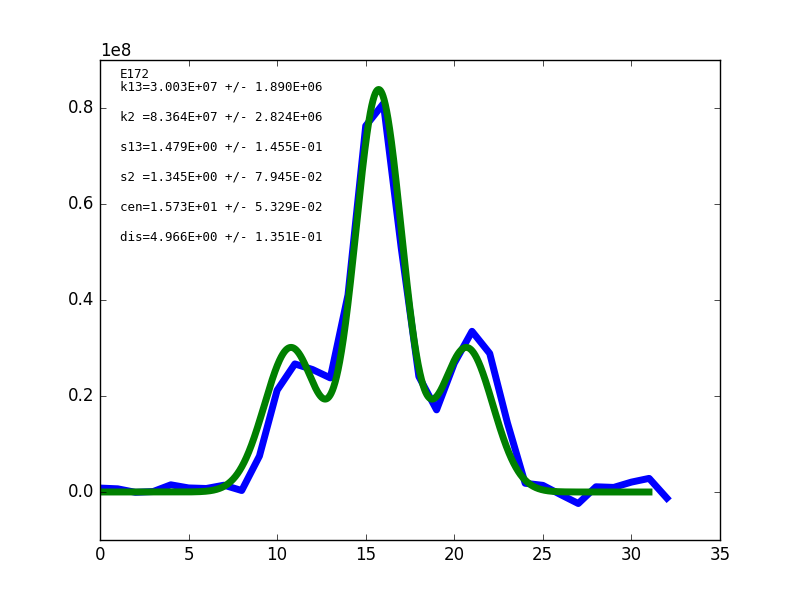 1e8
E172
k13=3.003E+07 +/- 1.890E+06
k2 =8.364E+07 +/- 2.824E+06
s13=1.479E+00 +/- 1.455E-01
s2 =1.345E+00 +/- 7.945E-02
cen=1.573E+01 +/- 5.329E-02
dis=4.966E+00 +/- 1.351E-01
0.8
0.6
0.4
0.2
0.0
0 5 10 15 20 25 30 35